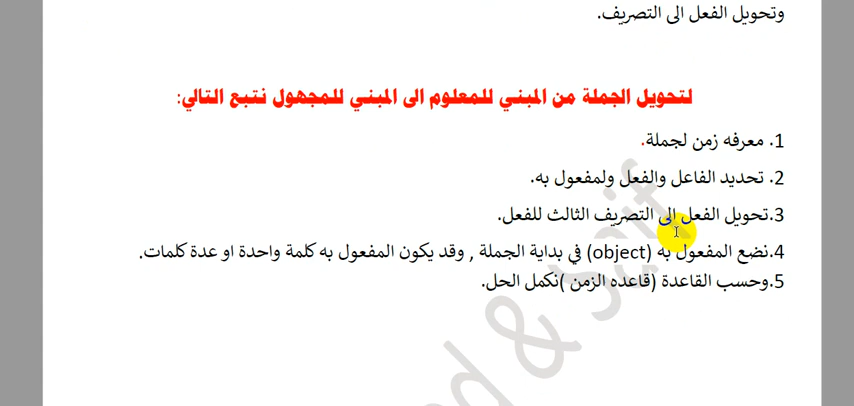 وتحويل الفعل الى التصريف.
لتحويل الجملة من المبني للمعلوم الى المبني للمجهول نتبع التالي:
1. معرفه زمن لجملة.
2. تحديد الفاعل والفعل ولمفعول به.
3.تحويل الفعل الى التصريف الثالث للفعل.
4.نضع المفعول به (object) في بداية الجملة , وقد يكون المفعول به كلمة واحدة او عدة كلمات.
5.وحسب القاعدة (قاعده الزمن )نكمل الحل.